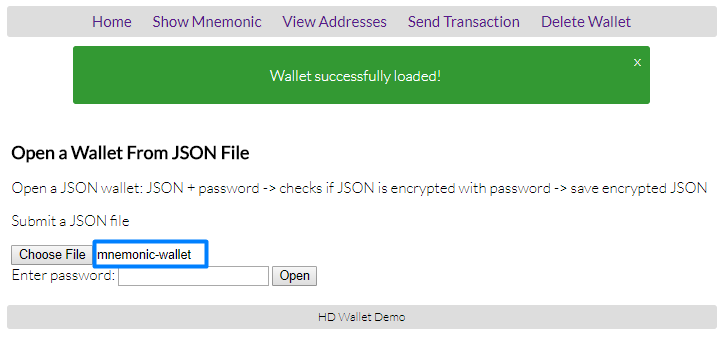 Home Show Mnemonic View Addresses Send Transaction Delete Wallet
x
Wallet successfully loaded!
Open a Wallet From JSON File
Open a JSON wallet: JSON + password -> checks if JSON is encrypted with password -> save encrypted JSON
Submit a JSON file
Choose File mnemonic-wallet
Enter password: Open
HD Wallet Demo